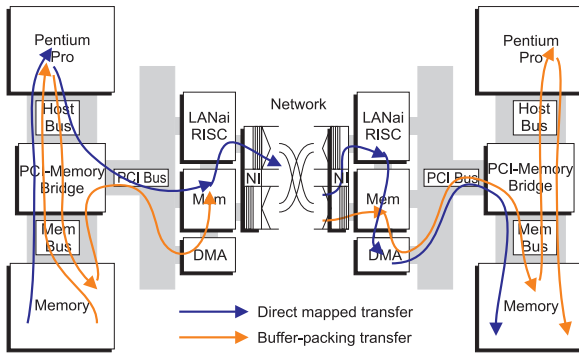 Pentium
Pro
Host
Bus
PCI-Memory
Bridge
Mem
Bus
Memory
PCI Bus
LANai
RISC
Mem
DMA
NI
Network
NI
LANai
RISC
Mem
DMA
PCI Bus
Pentium
Pro
Host
Bus
PCI-Memory
Bridge
Mem
Bus
Memory
Direct mapped transfer
Buffer-packing transfer